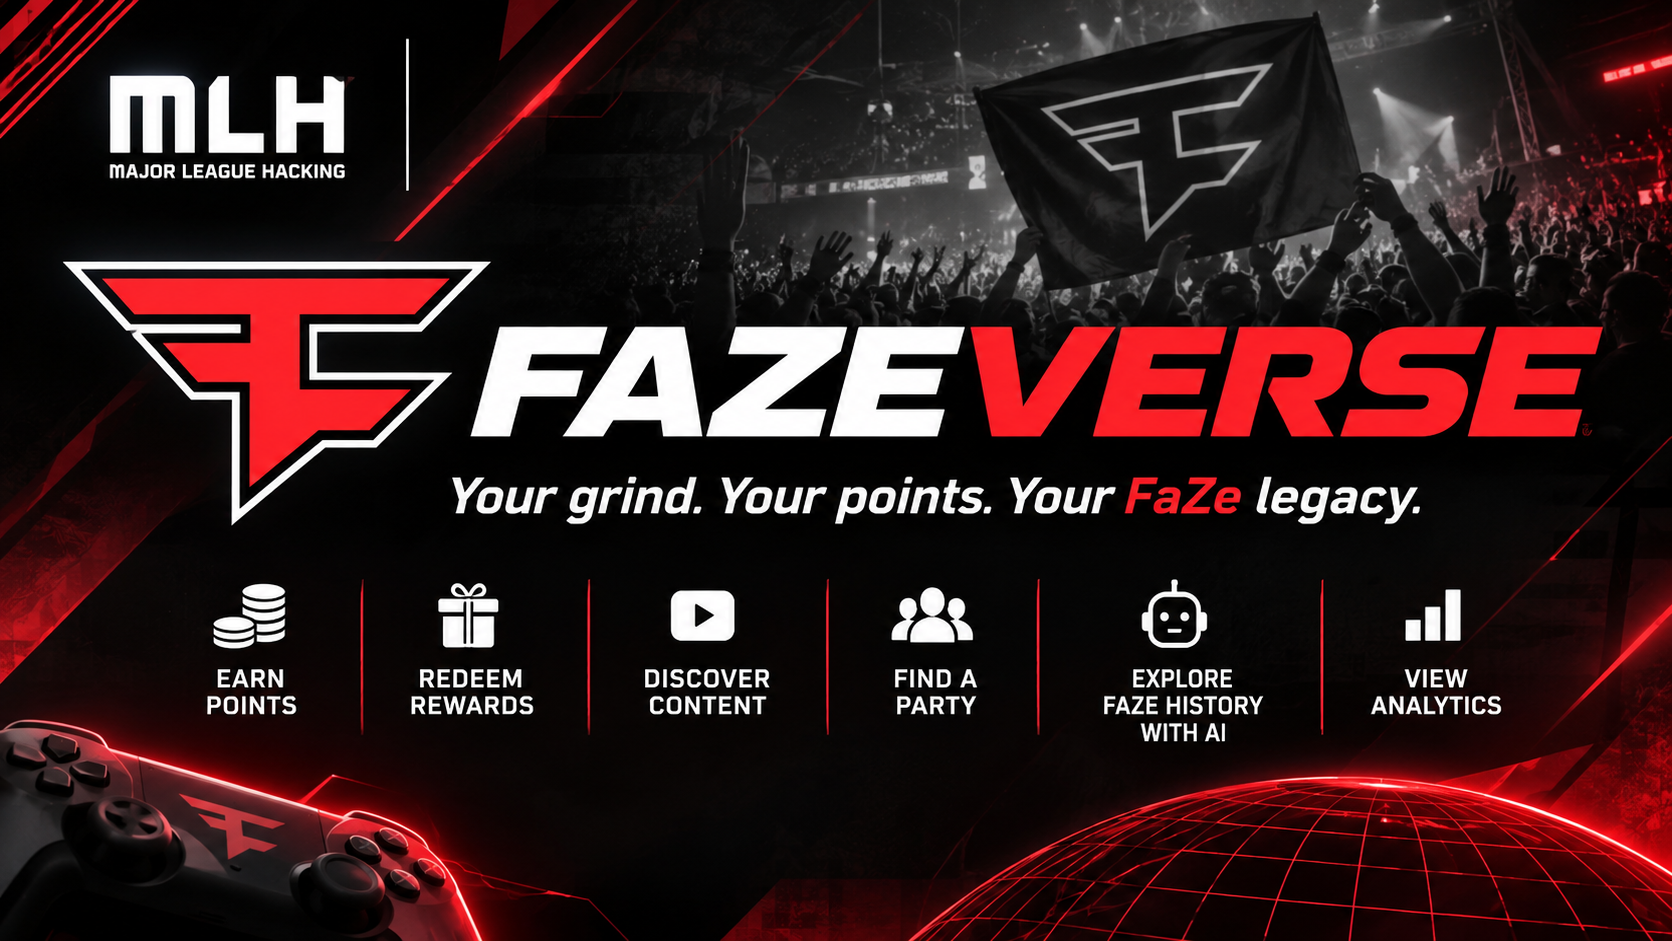 MLH
MAJOR LEAGUE HACKING
FAZEVERSE
Your grind. Your points. Your FaZe legacy.
EARN
POINTS
REDEEM
REWARDS
DISCOVER
CONTENT
FIND A
PARTY
EXPLORE
FAZE HISTORY
WITH AI
VIEW
ANALYTICS